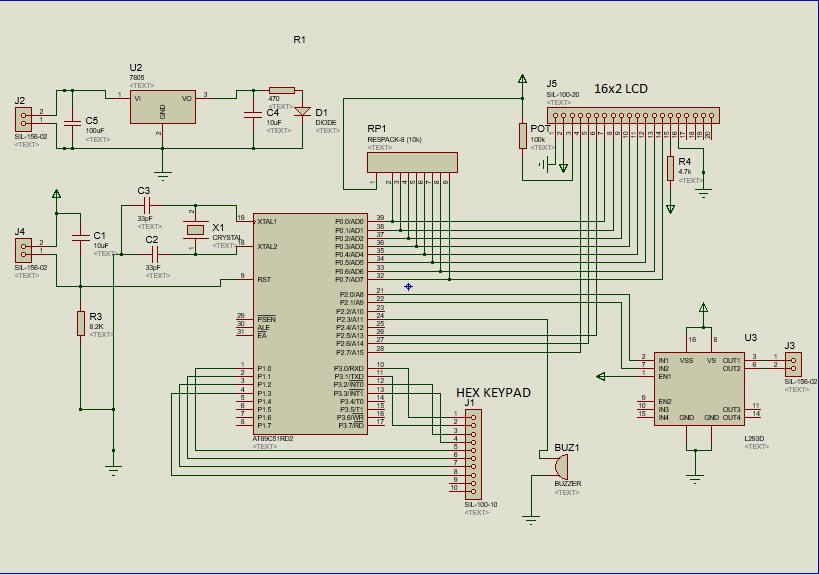 R1
U2
7805
<TEXT>
J2
2
1
SIL-156-02
<TEXT>
C5
100uF
<TEXT>
1
VI
VO
3
GND
2
470
<TEXT>
C4
10uF
<TEXT>
D1
DIODE
<TEXT>
RP1
RESPACK-8 (10k)
<TEXT>
1
2
3
4
5
6
7
8
9
POT
100k
<TEXT>
J5
SIL-100-20
<TEXT>
16x2 LCD
1
2
3
4
5
6
7
8
9
10
11
12
13
14
15
16
17
18
19
20
R4
4.7k
<TEXT>
J4
2
1
SIL-156-02
<TEXT>
C1
10uF
<TEXT>
C3
33pF
<TEXT>
C2
33pF
<TEXT>
2
1
X1
CRYSTAL
<TEXT>
R3
8.2K
<TEXT>
19
XTAL1
18
XTAL2
9
RST
29
PSEN
30
ALE
31
EA
1
P1.0
2
P1.1
3
P1.2
4
P1.3
5
P1.4
6
P1.5
7
P1.6
8
P1.7
P0.0/AD0
39
P0.1/AD1
38
P0.2/AD2
37
P0.3/AD3
36
P0.4/AD4
35
P0.5/AD5
34
P0.6/AD6
33
P0.7/AD7
32
P2.0/A8
21
P2.1/A9
22
P2.2/A10
23
P2.3/A11
24
P2.4/A12
25
P2.5/A13
26
P2.6/A14
27
P2.7/A15
28
P3.0/RXD
10
P3.1/TXD
11
P3.2/INT0
12
P3.3/INT1
13
P3.4/T0
14
P3.5/T1
15
P3.6/WR
16
P3.7/RD
17
AT89C51RD2
<TEXT>
HEX KEYPAD
J1
1
2
3
4
5
6
7
8
9
10
SIL-100-10
<TEXT>
BUZ1
BUZZER
<TEXT>
U3
16
8
2
IN1
7
IN2
1
EN1
9
EN2
10
IN3
15
IN4
VSS
VS
OUT1
3
OUT2
6
OUT3
11
OUT4
14
GND
GND
L293D
<TEXT>
J3
1
2
SIL-156-02
<TEXT>